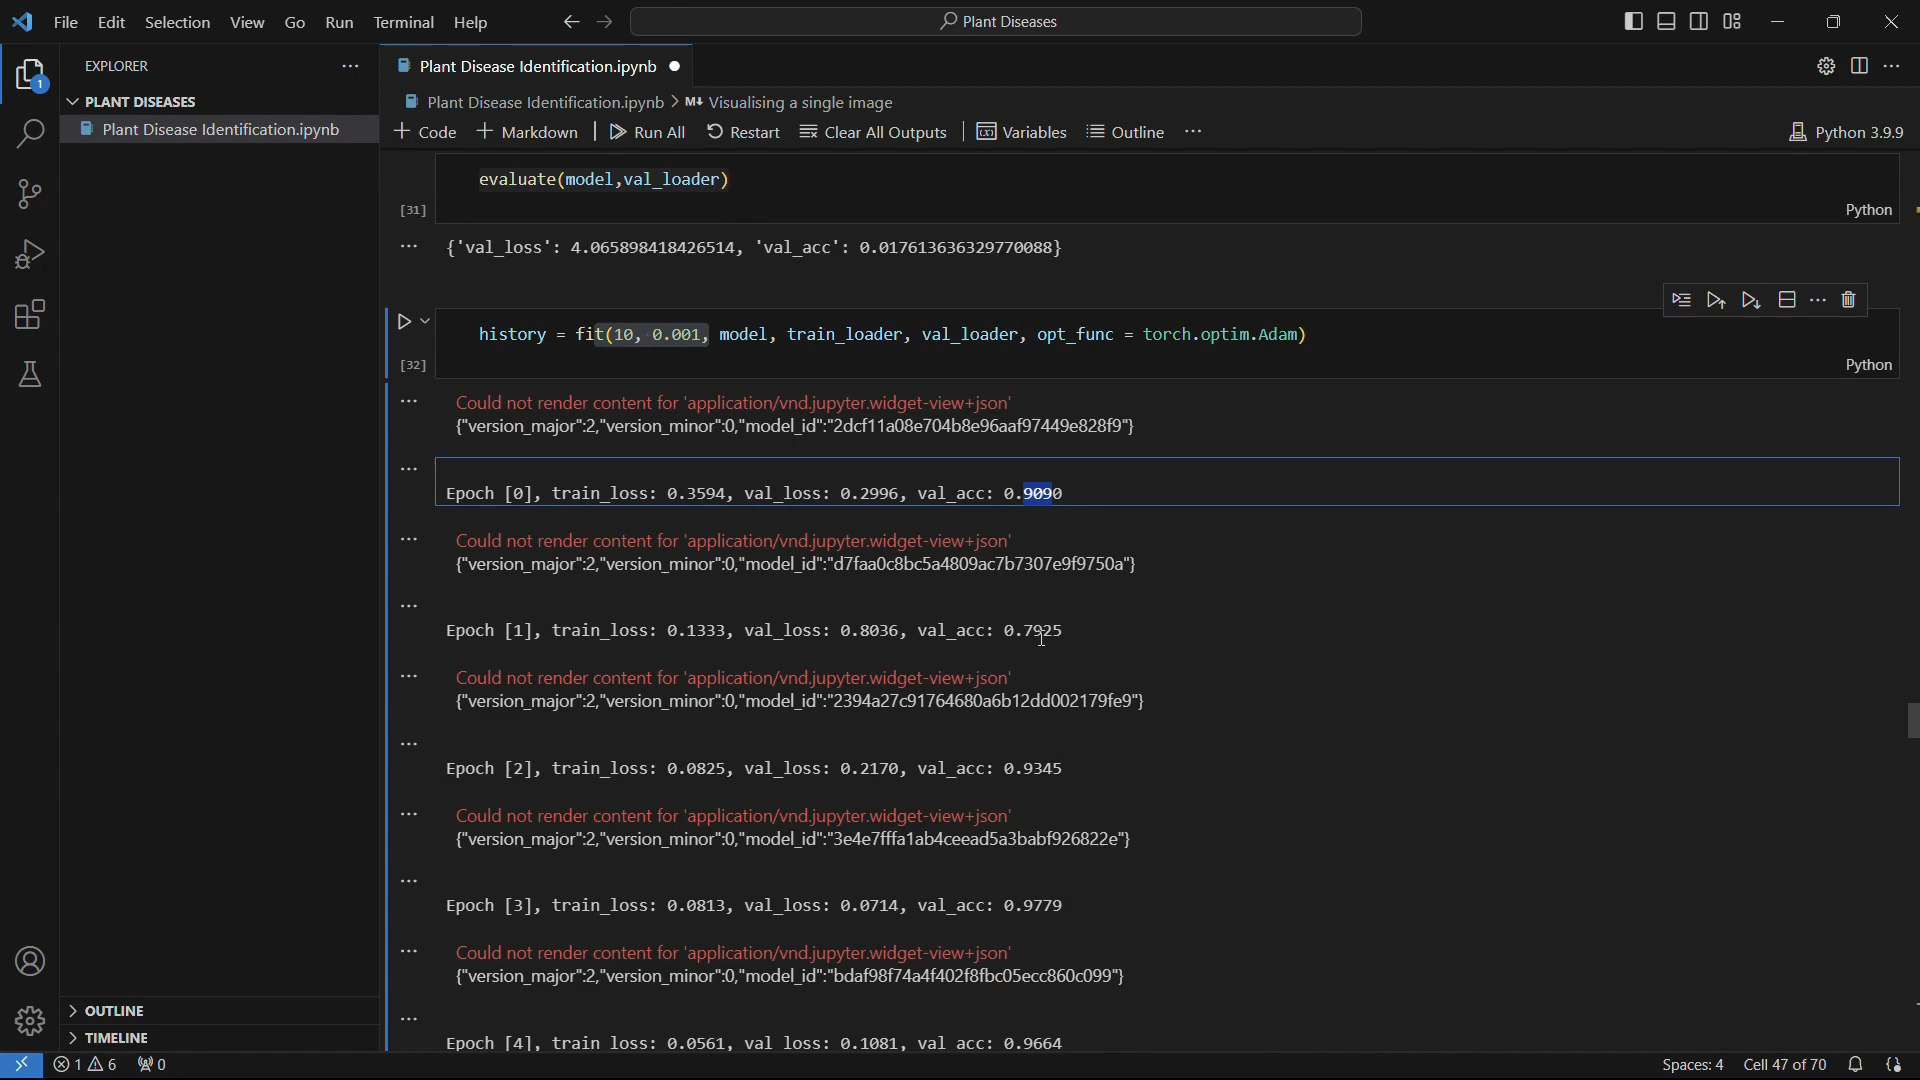 File Edit Selection View Go Run Terminal Help
Plant Diseases
1
EXPLORER
PLANT DISEASES
Plant Disease Identification.ipynb
OUTLINE
TIMELINE
Plant Disease Identification.ipynb
Plant Disease Identification.ipynb > M↓ Visualising a single image
+ Code + Markdown | Run All Restart Clear All Outputs | Variables Outline ...
Python 3.9.9
evaluate(model,val_loader)
[31]
Python
{'val_loss': 4.065898418426514, 'val_acc': 0.017613636329770088}
history = fit(10, 0.001, model, train_loader, val_loader, opt_func = torch.optim.Adam)
[32]
Python
Could not render content for 'application/vnd.jupyter.widget-view+json'
{"version_major":2,"version_minor":0,"model_id":"2dcf11a08e704b8e96aaf97449e828f9"}
Epoch [0], train_loss: 0.3594, val_loss: 0.2996, val_acc: 0.9090
Could not render content for 'application/vnd.jupyter.widget-view+json'
{"version_major":2,"version_minor":0,"model_id":"d7faa0c8bc5a4809ac7b7307e9f9750a"}
Epoch [1], train_loss: 0.1333, val_loss: 0.8036, val_acc: 0.7925
Could not render content for 'application/vnd.jupyter.widget-view+json'
{"version_major":2,"version_minor":0,"model_id":"2394a27c91764680a6b12dd002179fe9"}
Epoch [2], train_loss: 0.0825, val_loss: 0.2170, val_acc: 0.9345
Could not render content for 'application/vnd.jupyter.widget-view+json'
{"version_major":2,"version_minor":0,"model_id":"3e4e7fffa1ab4ceead5a3babf926822e"}
Epoch [3], train_loss: 0.0813, val_loss: 0.0714, val_acc: 0.9779
Could not render content for 'application/vnd.jupyter.widget-view+json'
{"version_major":2,"version_minor":0,"model_id":"bdaf98f74a4f402f8fbc05ecc860c099"}
Epoch [4], train_loss: 0.0561, val_loss: 0.1081, val_acc: 0.9664
1 6 0
Spaces: 4 Cell 47 of 70